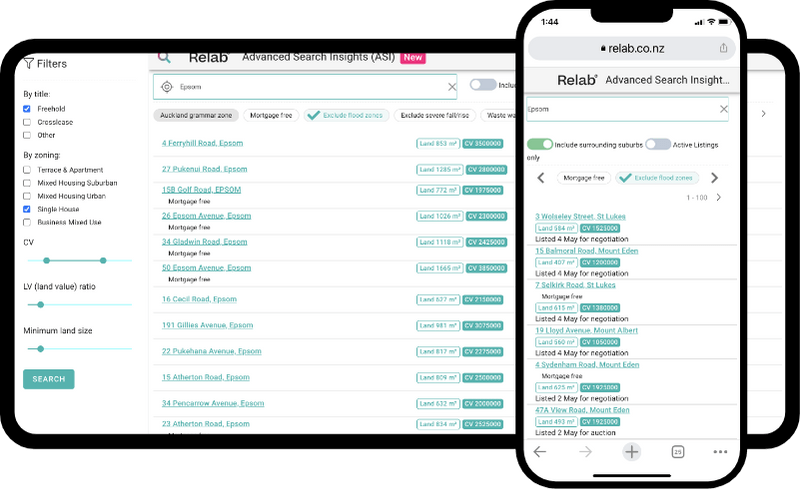 Filters
By title:
Freehold
Crosslease
Other
By zoning:
Terrace & Apartment
Mixed Housing Suburban
Mixed Housing Urban
Single House
Business Mixed Use
CV
LV (land value) ratio
Minimum land size
SEARCH
Relab Advanced Search Insights (ASI) New
Epsom
Inclu
Auckland grammar zone Mortgage free Exclude flood zones Exclude severe fall/rise Waste wa
4 Ferryhill Road, Epsom Land 853 m² CV 3500000
27 Pukenui Road, Epsom Land 1285 m² CV 2800000
15B Golf Road, EPSOM Land 772 m² CV 1975000
Mortgage free
26 Epsom Avenue, Epsom Land 1026 m² CV 2300000
Mortgage free
34 Gladwin Road, Epsom Land 1118 m² CV 2425000
Mortgage free
50 Epsom Avenue, Epsom Land 1665 m² CV 3850000
Mortgage free
16 Cecil Road, Epsom Land 627 m² CV 2150000
191 Gillies Avenue, Epsom Land 981 m² CV 3075000
22 Pukehana Avenue, Epsom Land 817 m² CV 2275000
15 Atherton Road, Epsom Land 809 m² CV 2500000
34 Pencarrow Avenue, Epsom Land 632 m² CV 2000000
23 Atherton Road, Epsom Land 834 m² CV 2525000
1:44
relab.co.nz
Relab Advanced Search Insight...
Epsom
Include surrounding suburbs Active Listings
only
Mortgage free Exclude flood zones
1 - 100
3 Wolseley Street, St Lukes
Land 584 m² CV 1525000
Listed 4 May for negotiation
15 Balmoral Road, Mount Eden
Land 407 m² CV 1200000
Listed 4 May for negotiation
7 Selkirk Road, St Lukes
Mortgage free
Land 615 m² CV 1380000
Listed 4 May for negotiation
19 Lloyd Avenue, Mount Albert
Land 560 m² CV 1050000
Listed 4 May for negotiation
4 Sydenham Road, Mount Eden
Mortgage free
Land 625 m² CV 1925000
Listed 2 May for negotiation
47A View Road, Mount Eden
Land 493 m² CV 1925000
Listed 2 May for auction
25